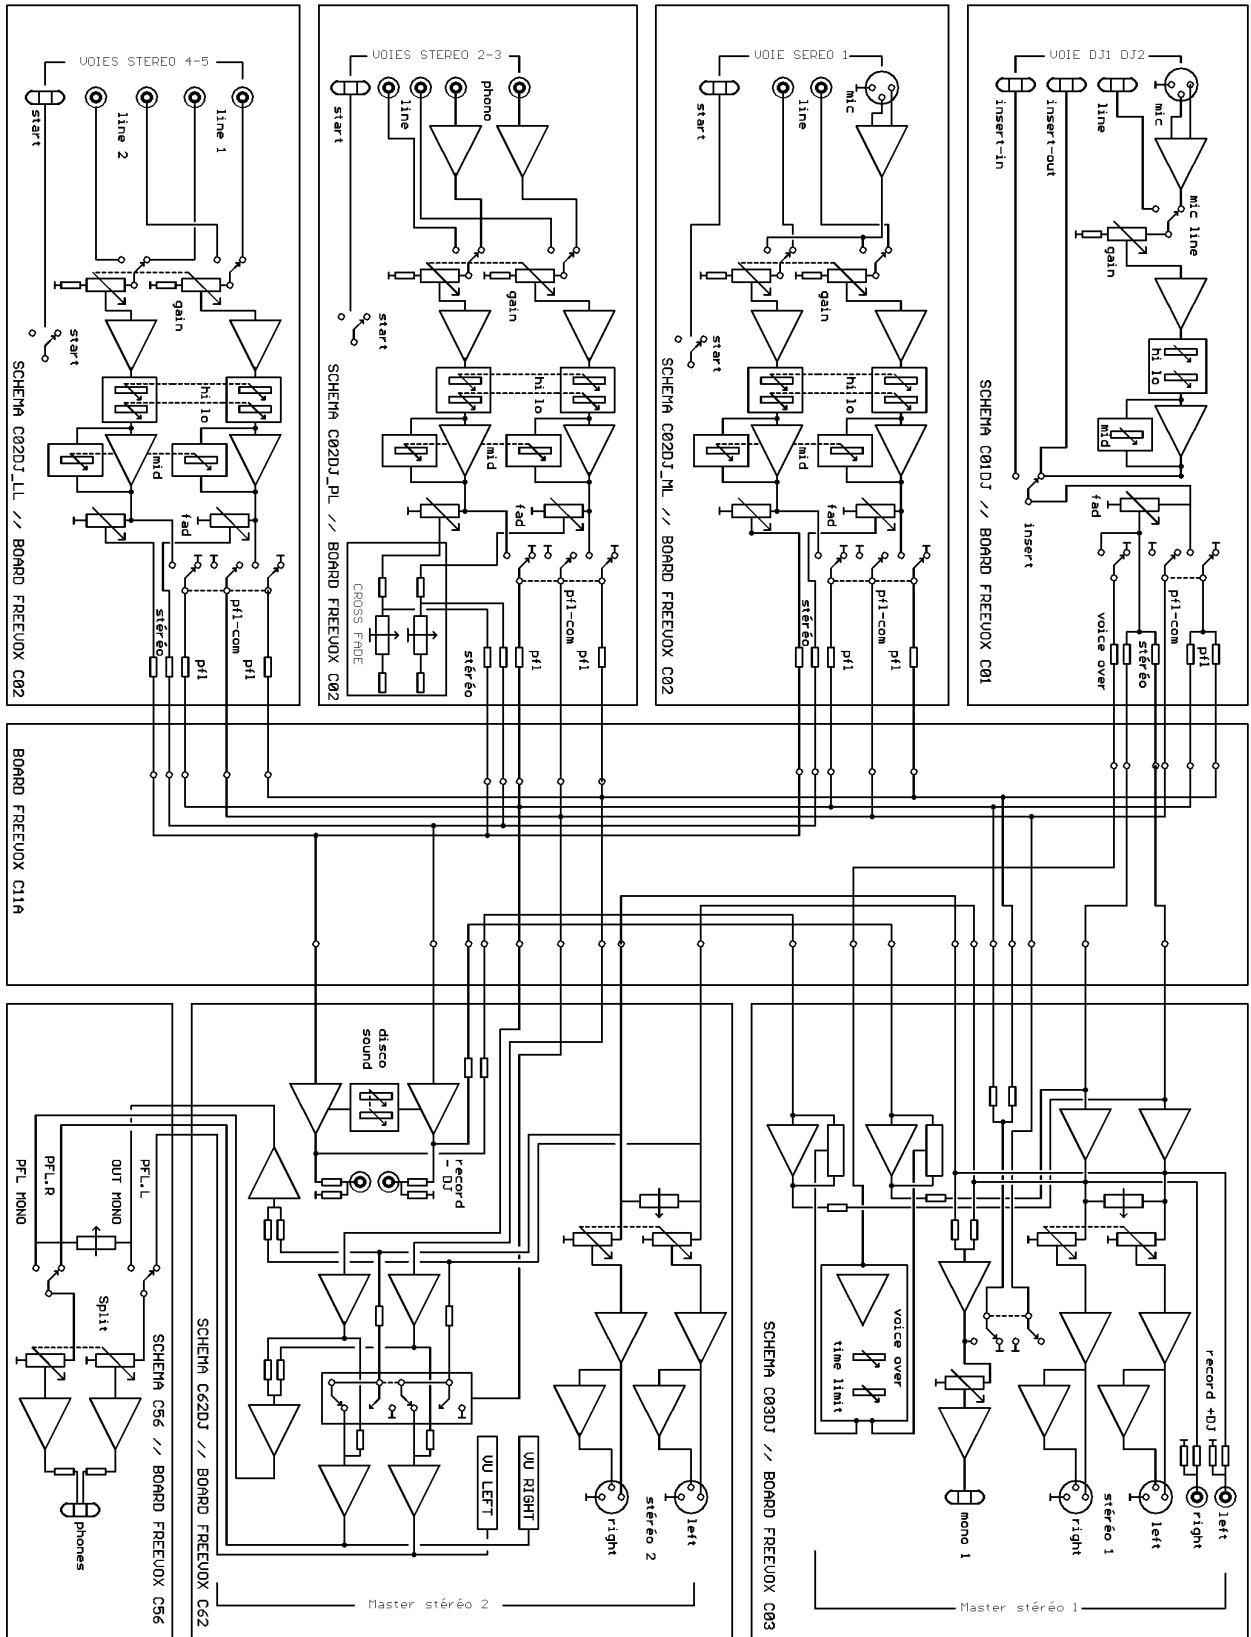 VOIES STEREO 4-5
start
line 2
line 1
gain
start
hi lo
mid
fad
stéréo
pfl
pfl-com
pfl
SCHEMA C02DJ_LL // BOARD FREEVOX C02
VOIES STEREO 2-3
start
line
phono
gain
start
hi lo
mid
fad
CROSS FADE
stéréo
pfl
pfl-com
pfl
SCHEMA C02DJ_PL // BOARD FREEVOX C02
VOIE SEREO 1
start
line
mic
gain
start
hi lo
mid
fad
stéréo
pfl
pfl-com
pfl
SCHEMA C02DJ_ML // BOARD FREEVOX C02
VOIE DJ1 DJ2
insert-in
insert-out
line
mic
mic line
gain
hi lo
mid
insert
fad
voice over
stéréo
pfl-com
pfl
SCHEMA C01DJ // BOARD FREEVOX C01
BOARD FREEVOX C11A
PFL MONO
PFL.R
OUT MONO
PFL.L
Split
phones
SCHEMA C56 // BOARD FREEVOX C56
disco
sound
record
- DJ
VU LEFT
VU RIGHT
stéréo 2
right
left
SCHEMA C62DJ // BOARD FREEVOX C62
Master stéréo 2
voice over
time limit
mono 1
stéréo 1
right
left
record +DJ
right
left
SCHEMA C03DJ // BOARD FREEVOX C03
Master stéréo 1